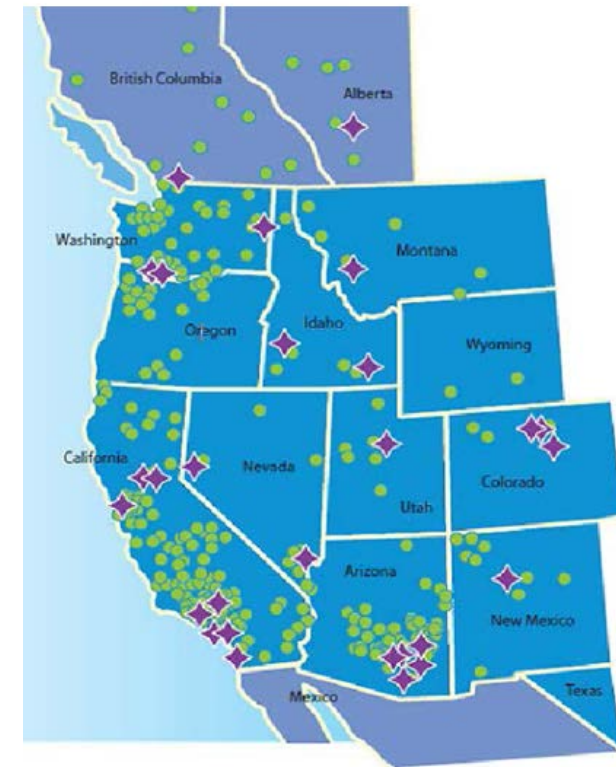 British Columbia
Alberta
Washington
Montana
Oregon
Idaho
Wyoming
California
Nevada
Utah
Colorado
Arizona
New Mexico
Mexico
Texas